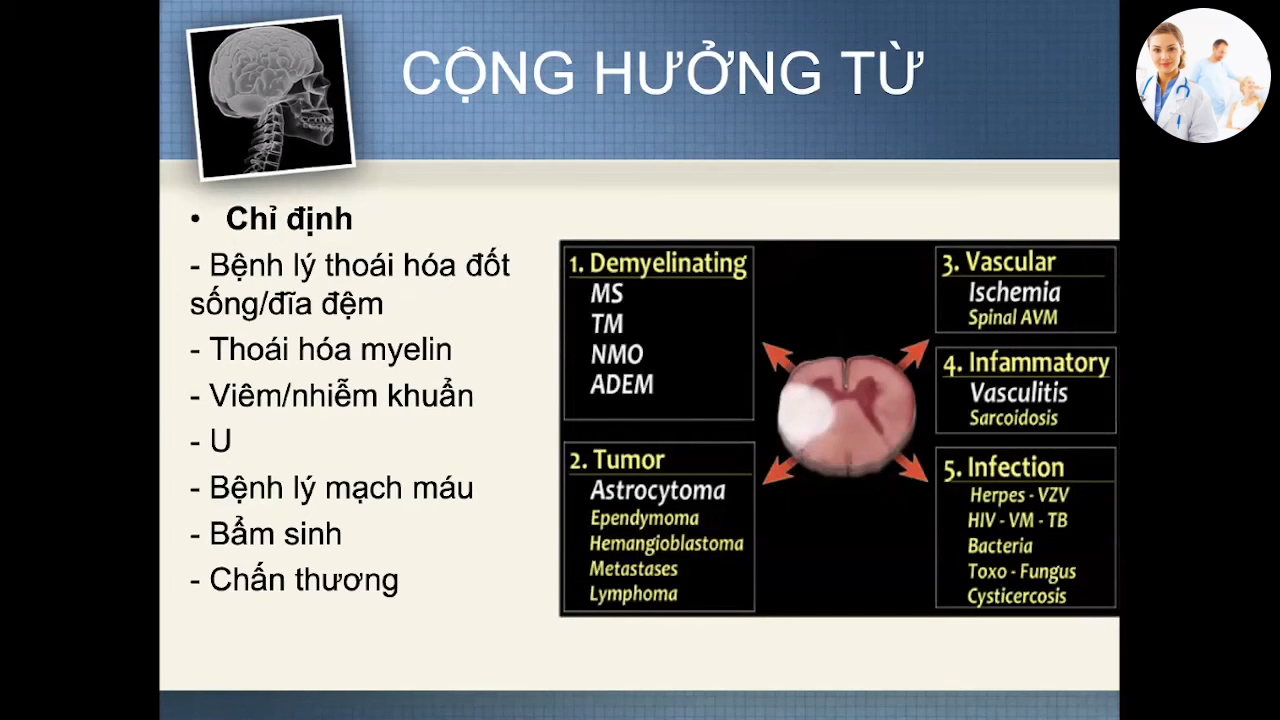 CỘNG HƯỞNG TỪ
• Chỉ định
- Bệnh lý thoái hóa đốt
sống/đĩa đệm
- Thoái hóa myelin
- Viêm/nhiễm khuẩn
- U
- Bệnh lý mạch máu
- Bẩm sinh
- Chấn thương
1. Demyelinating
MS
TM
NMO
ADEM
2. Tumor
Astrocytoma
Ependymoma
Hemangioblastoma
Metastases
Lymphoma
3. Vascular
Ischemia
Spinal AVM
4. Infammatory
Vasculitis
Sarcoidosis
5. Infection
Herpes - VZV
HIV - VM - TB
Bacteria
Toxo - Fungus
Cysticercosis